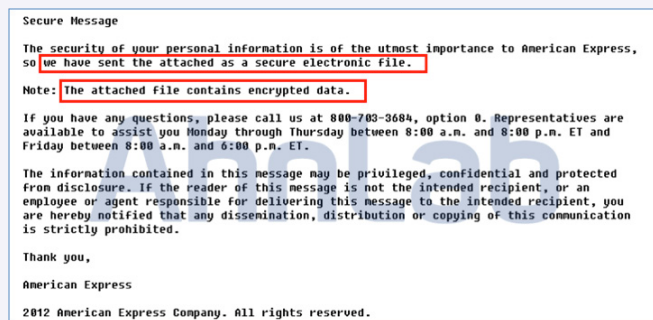 Secure Message
The security of your personal information is of the utmost importance to American Express,
so we have sent the attached as a secure electronic file.
Note: The attached file contains encrypted data.
If you have any questions, please call us at 800-703-3684, option 0. Representatives are
available to assist you Monday through Thursday between 8:00 a.m. and 8:00 p.m. ET and
Friday between 8:00 a.m. and 6:00 p.m. ET.
The information contained in this message may be privileged, confidential and protected
from disclosure. If the reader of this message is not the intended recipient, or an
employee or agent responsible for delivering this message to the intended recipient, you
are hereby notified that any dissemination, distribution or copying of this communication
is strictly prohibited.
Thank you,
American Express
2012 American Express Company. All rights reserved.
AhnLab